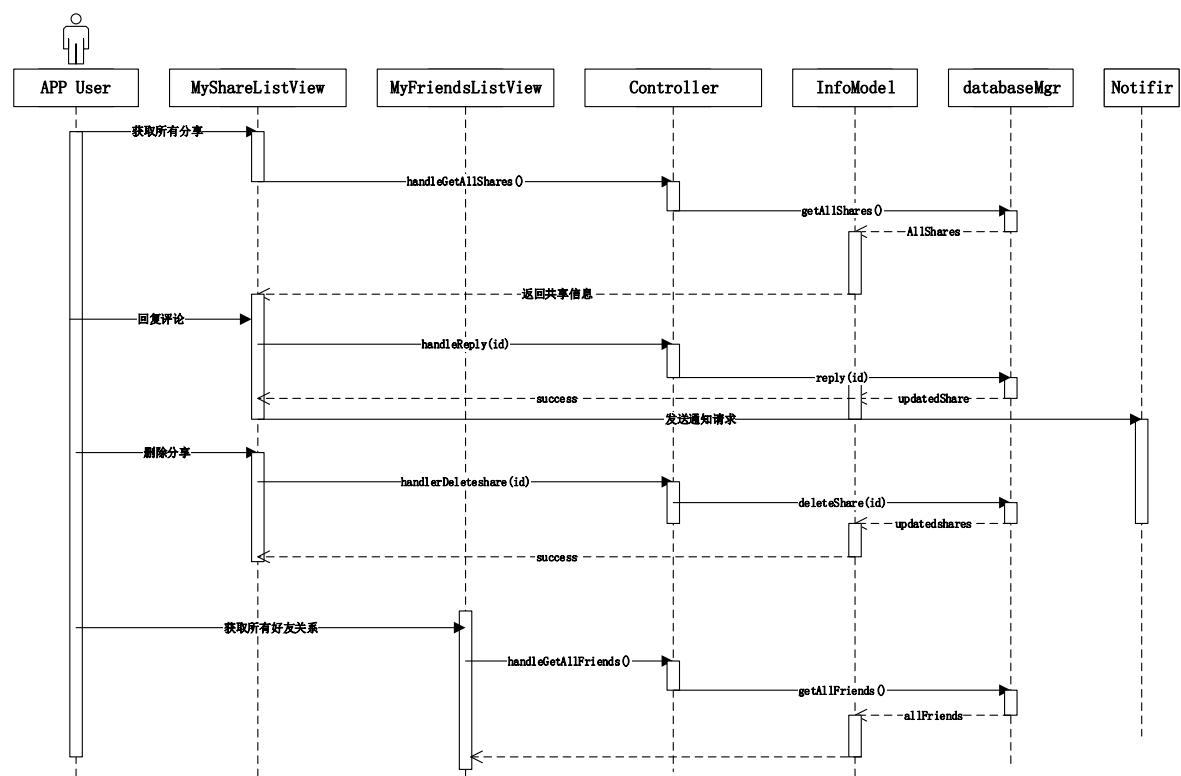 APP User
MyShareListView
MyFriendsListView
Controller
InfoModel
databaseMgr
Notifir
获取所有分享
handleGetAllShares()
getAllShares()
AllShares
返回共享信息
回复评论
handleReply(id)
reply(id)
success
updatedShare
发送通知请求
删除分享
handlerDeleteshare(id)
deleteShare(id)
updatedshares
success
获取所有好友关系
handleGetAllFriends()
getAllFriends()
allFriends